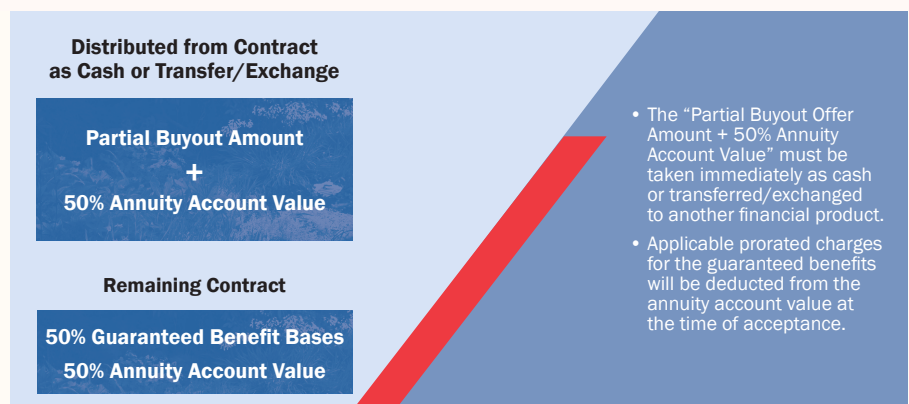 Distributed from Contract
as Cash or Transfer/Exchange
Partial Buyout Amount
+
50% Annuity Account Value
Remaining Contract
50% Guaranteed Benefit Bases
50% Annuity Account Value
• The “Partial Buyout Offer
Amount + 50% Annuity
Account Value” must be
taken immediately as cash
or transferred/exchanged
to another financial product.
• Applicable prorated charges
for the guaranteed benefits
will be deducted from the
annuity account value at
the time of acceptance.